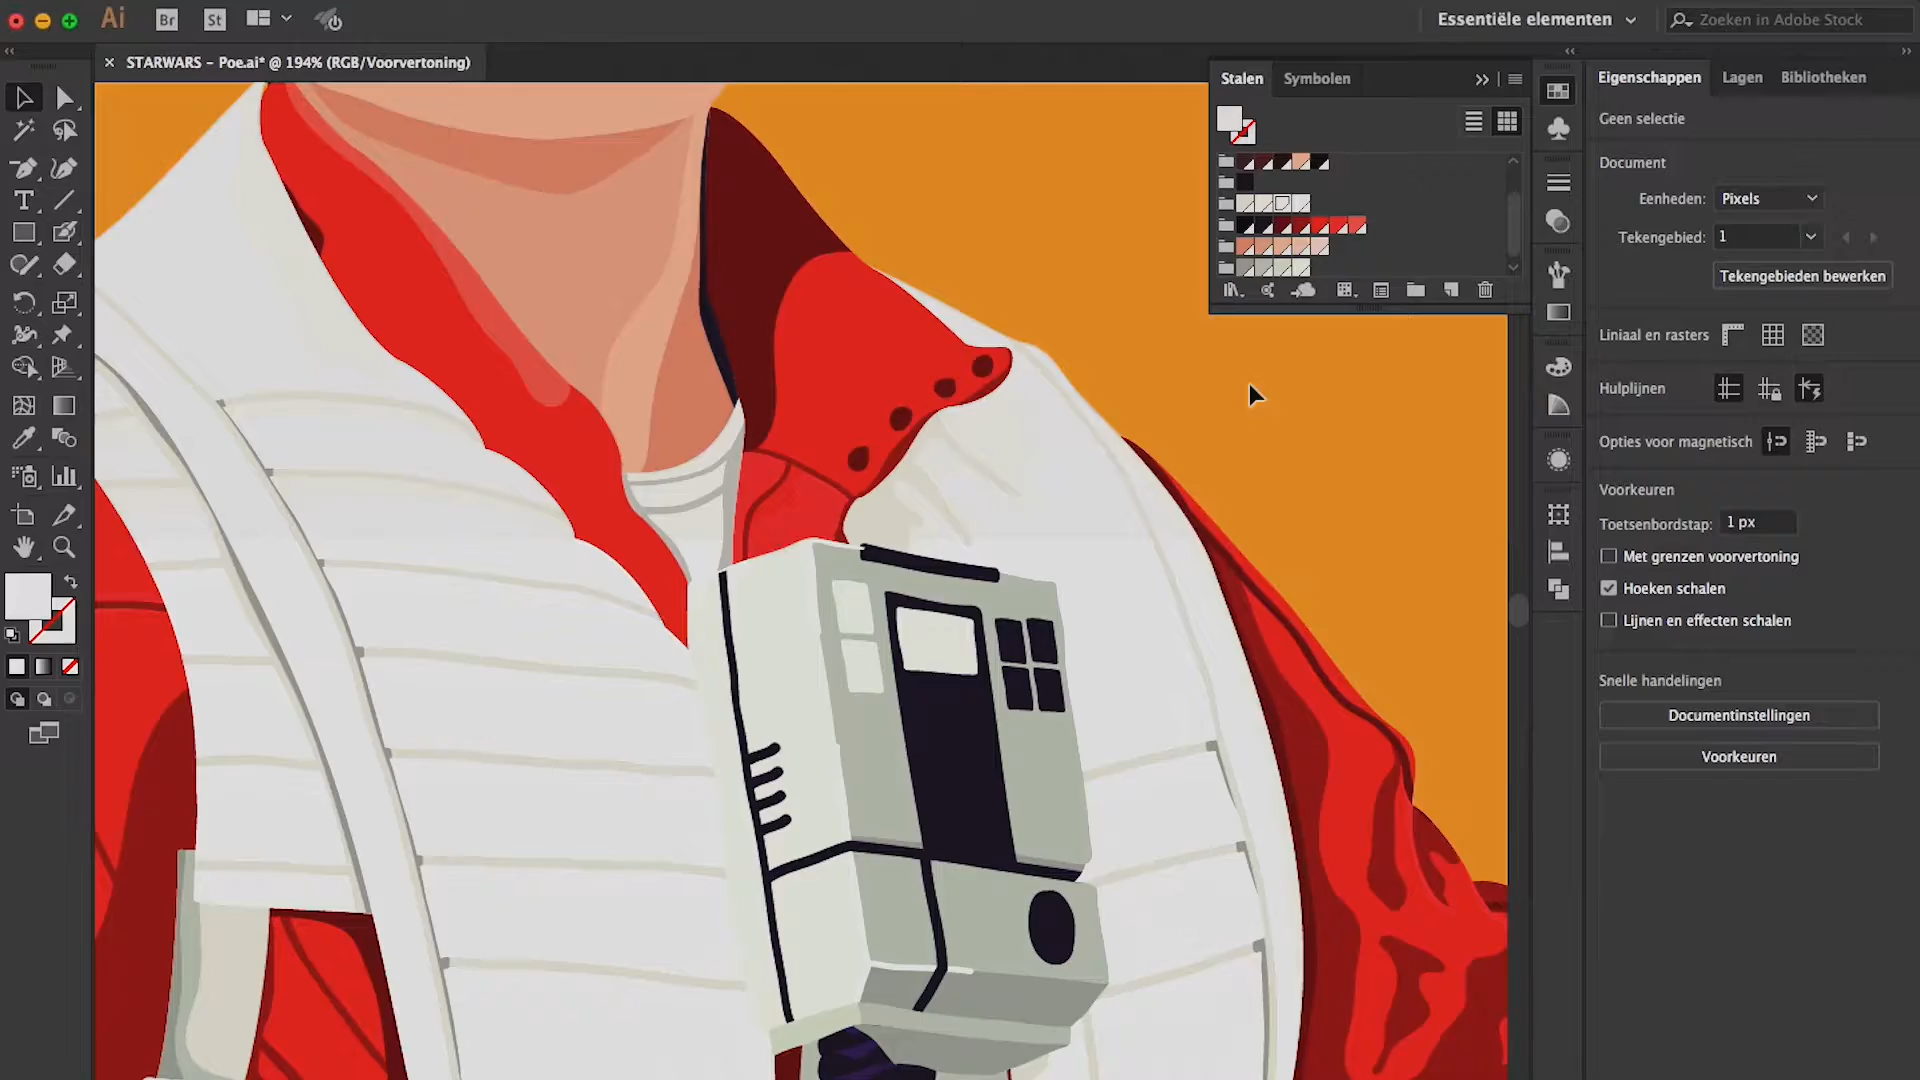 Ai
Br
St
Essentiële elementen
Zoeken in Adobe Stock
STARWARS - Poe.ai* @ 194% (RGB/Voorvertoning)
Stalen
Symbolen
Eigenschappen
Lagen
Bibliotheken
Geen selectie
Document
Eenheden:
Pixels
Tekengebied:
1
Tekengebieden bewerken
Liniaal en rasters
Hulplijnen
Opties voor magnetisch
Voorkeuren
Toetsenbordstap:
1 px
Met grenzen voorvertoning
Hoeken schalen
Lijnen en effecten schalen
Snelle handelingen
Documentinstellingen
Voorkeuren